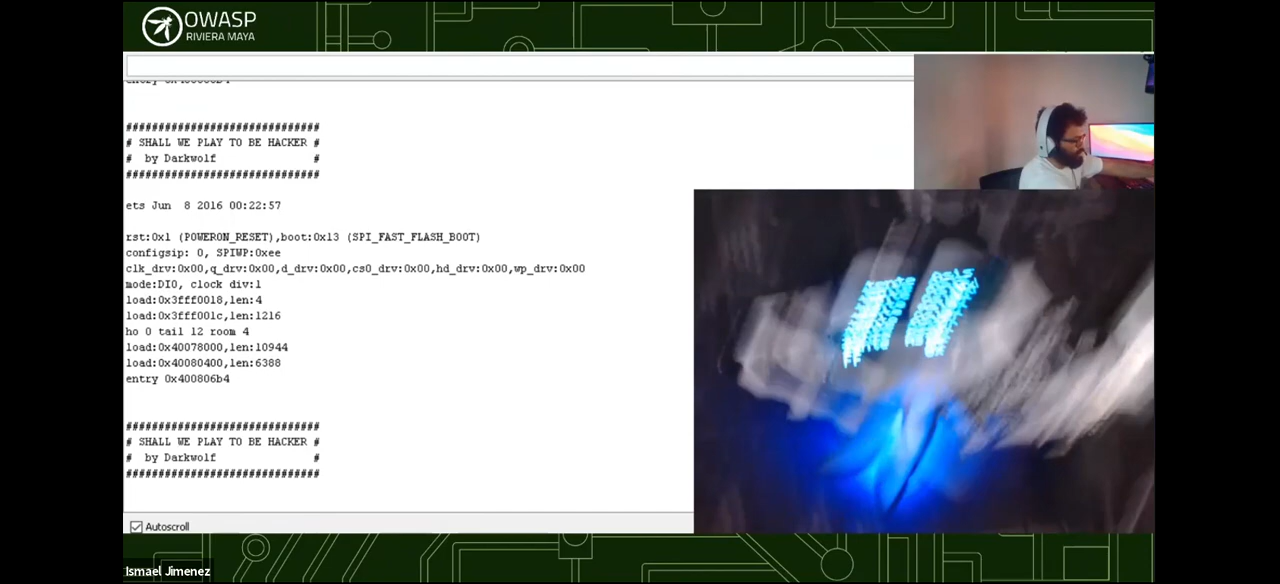 OWASP
RIVIERA MAYA
##############################
# SHALL WE PLAY TO BE HACKER #
#  by Darkwolf               #
##############################
ets Jun  8 2016 00:22:57
rst:0x1 (POWERON_RESET),boot:0x13 (SPI_FAST_FLASH_BOOT)
configsip: 0, SPIWP:0xee
clk_drv:0x00,q_drv:0x00,d_drv:0x00,cs0_drv:0x00,hd_drv:0x00,wp_drv:0x00
mode:DIO, clock div:1
load:0x3fff0018,len:4
load:0x3fff001c,len:1216
ho 0 tail 12 room 4
load:0x40078000,len:10944
load:0x40080400,len:6388
entry 0x400806b4
##############################
# SHALL WE PLAY TO BE HACKER #
#  by Darkwolf               #
##############################
Autoscroll
Ismael Jimenez